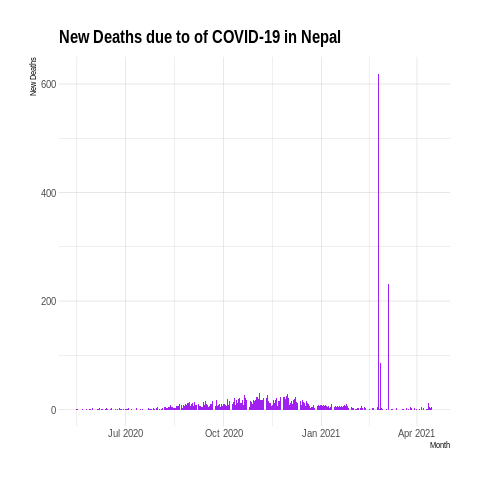 New Deaths due to of COVID-19 in Nepal
New Deaths
600
400
200
0
Jul 2020 Oct 2020 Jan 2021 Apr 2021
Month